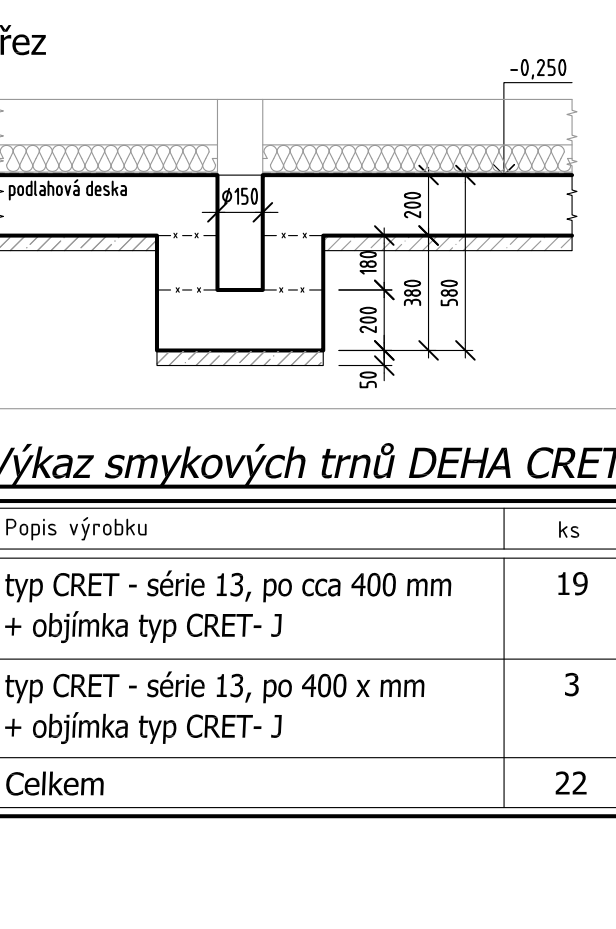 řez
-0,250
podlahová deska
ø150
200
180
380
580
200
50
Výkaz smykových trnů DEHA CRET
Popis výrobku
ks
typ CRET - série 13, po cca 400 mm
19
+ objímka typ CRET- J
typ CRET - série 13, po 400 x mm
3
+ objímka typ CRET- J
Celkem
22